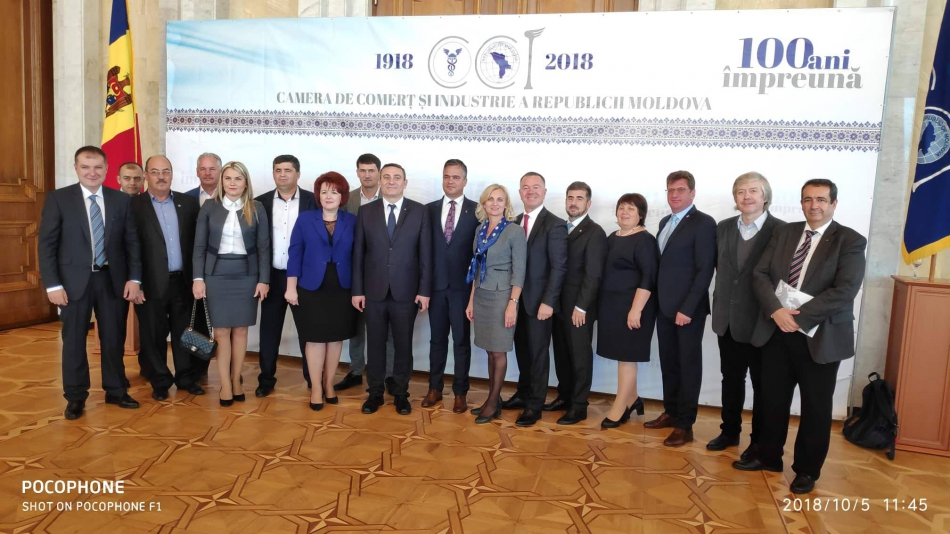 1918 CCI 2018
100ani
împreună
CAMERA DE COMERȚ ȘI INDUSTRIE A REPUBLICII MOLDOVA
POCOPHONE
SHOT ON POCOPHONE F1
2018/10/5 11:45